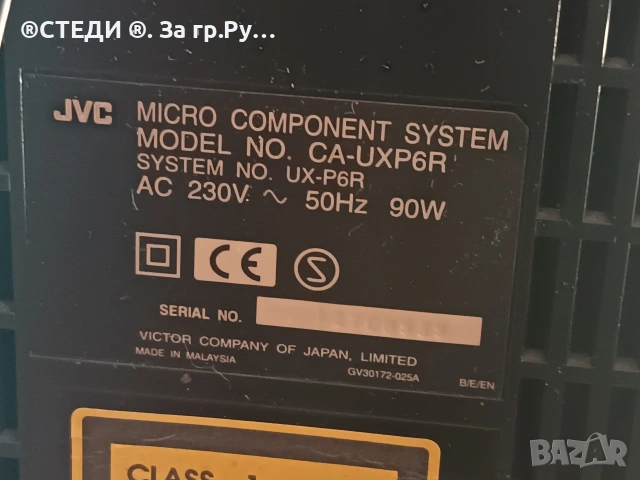 ®СТЕДИ ®. За гр.Ру...
JVC MICRO COMPONENT SYSTEM
MODEL NO. CA-UXP6R
SYSTEM NO. UX-P6R
AC 230V ~ 50Hz 90W
CE S
SERIAL NO.
VICTOR COMPANY OF JAPAN, LIMITED
MADE IN MALAYSIA
GV30172-025A
B/E/EN
CLASS 1
BAZAR